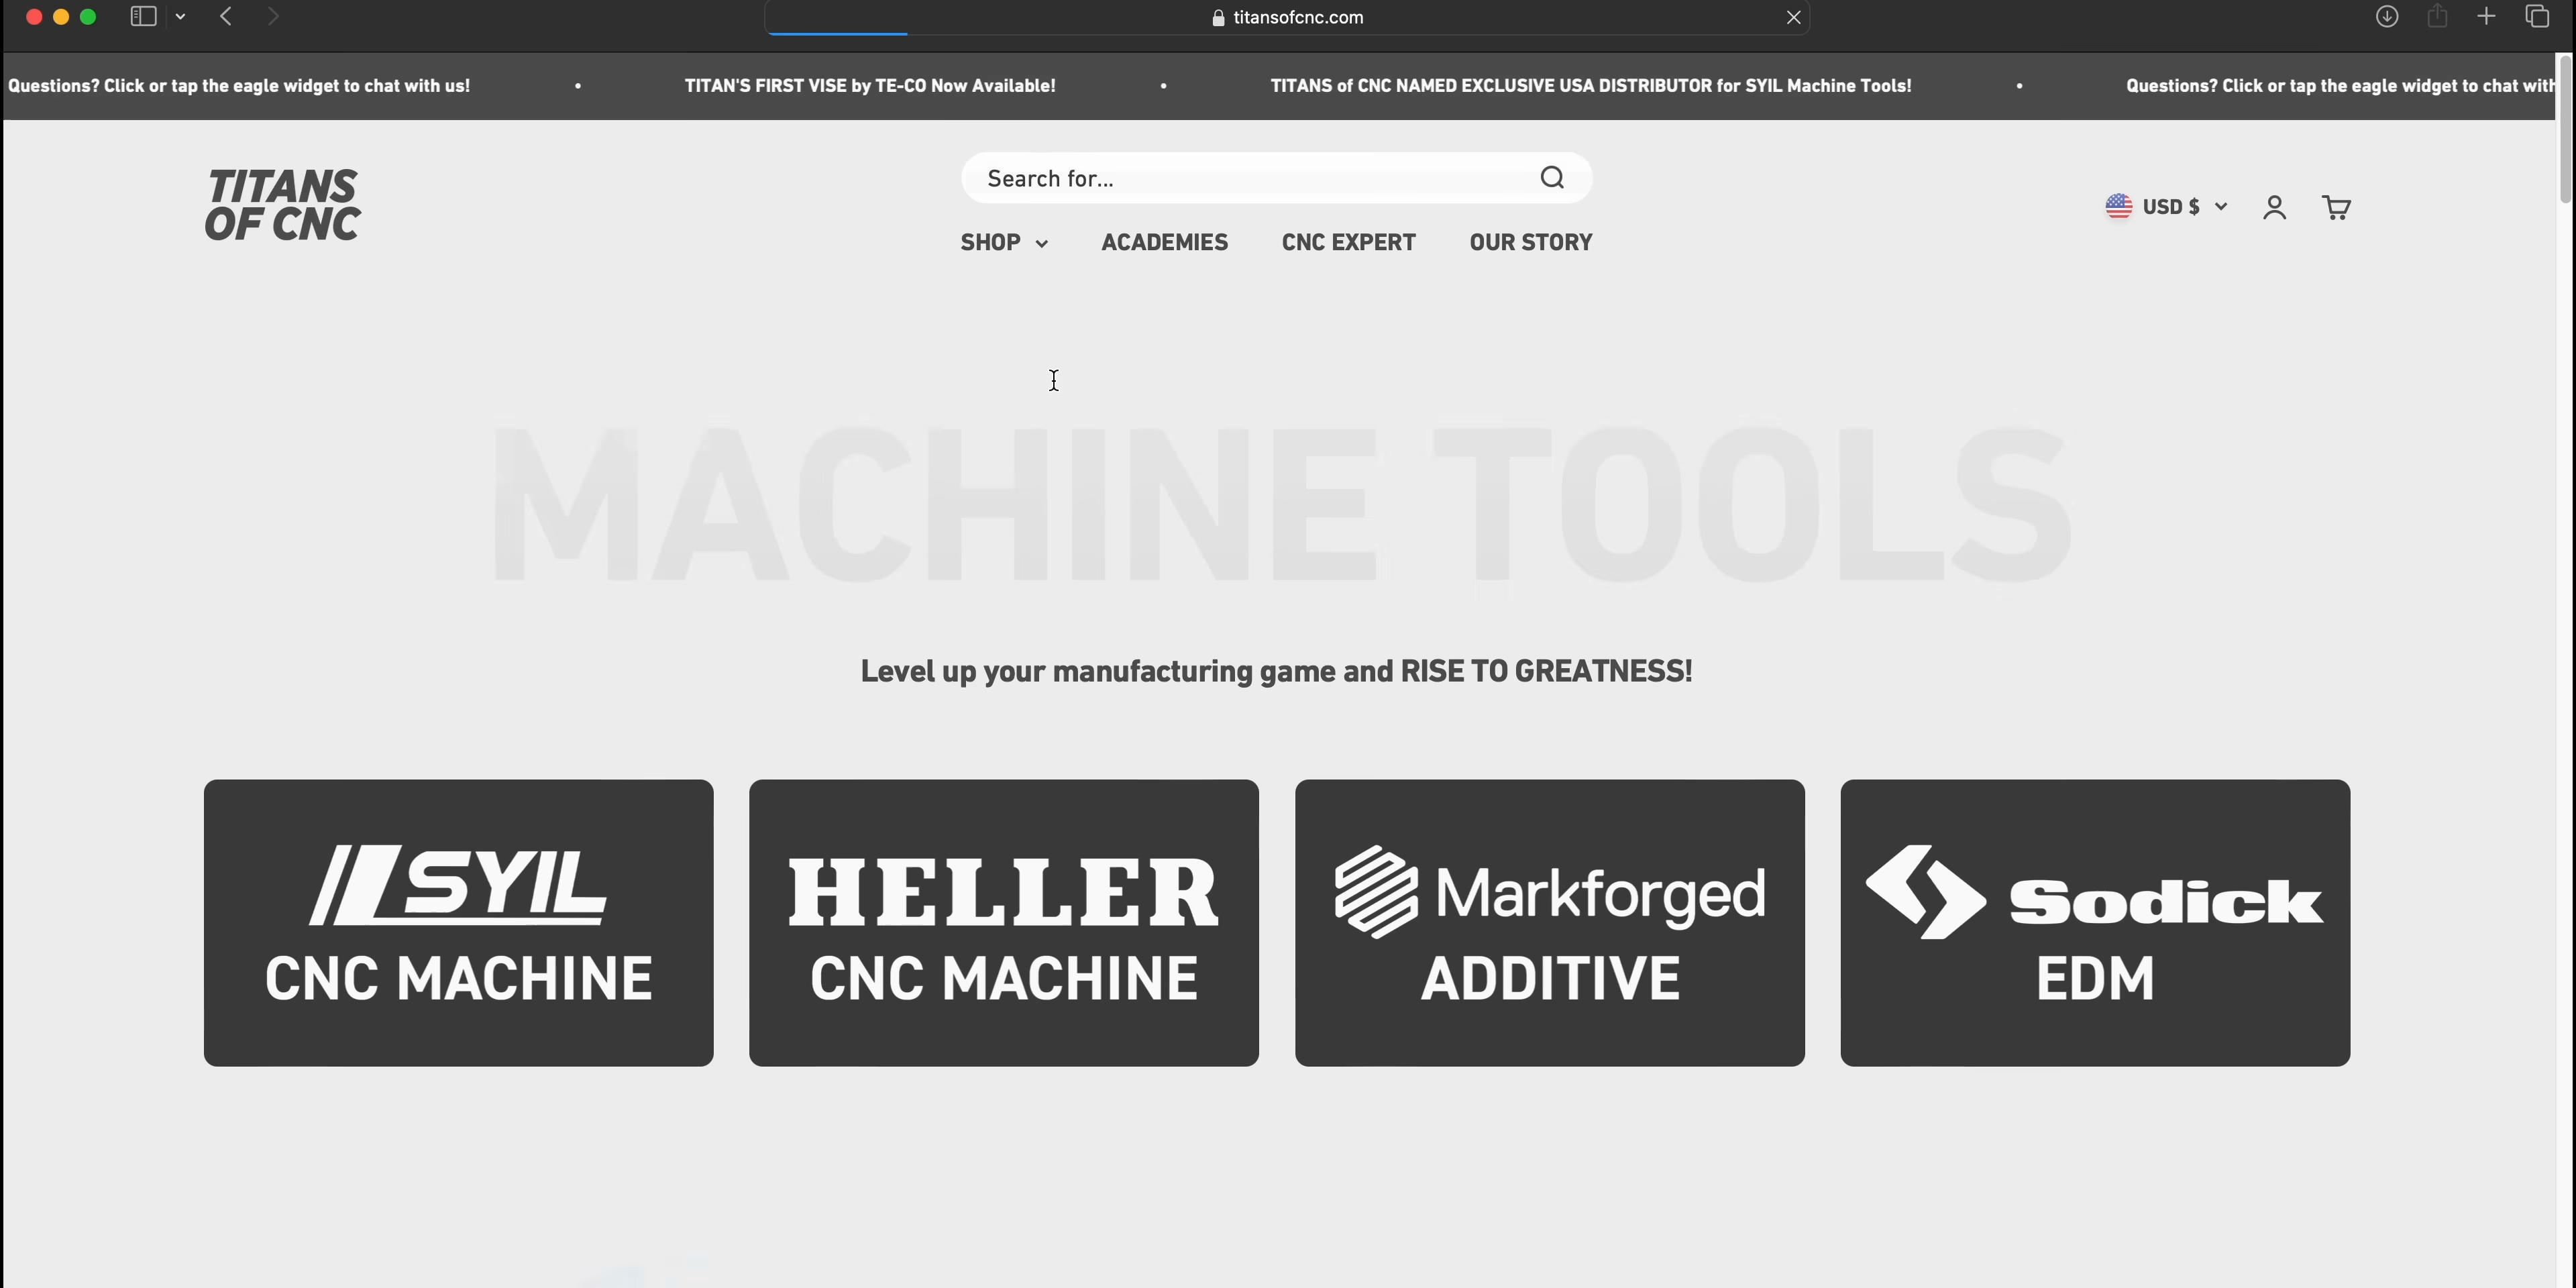 titansofcnc.com
Questions? Click or tap the eagle widget to chat with us! • TITAN'S FIRST VISE by TE-CO Now Available! • TITANS of CNC NAMED EXCLUSIVE USA DISTRIBUTOR for SYIL Machine Tools! • Questions? Click or tap the eagle widget to chat with
TITANS
OF CNC
Search for...
USD $
SHOP ACADEMIES CNC EXPERT OUR STORY
MACHINE TOOLS
Level up your manufacturing game and RISE TO GREATNESS!
SYIL
CNC MACHINE
HELLER
CNC MACHINE
Markforged
ADDITIVE
Sodick
EDM